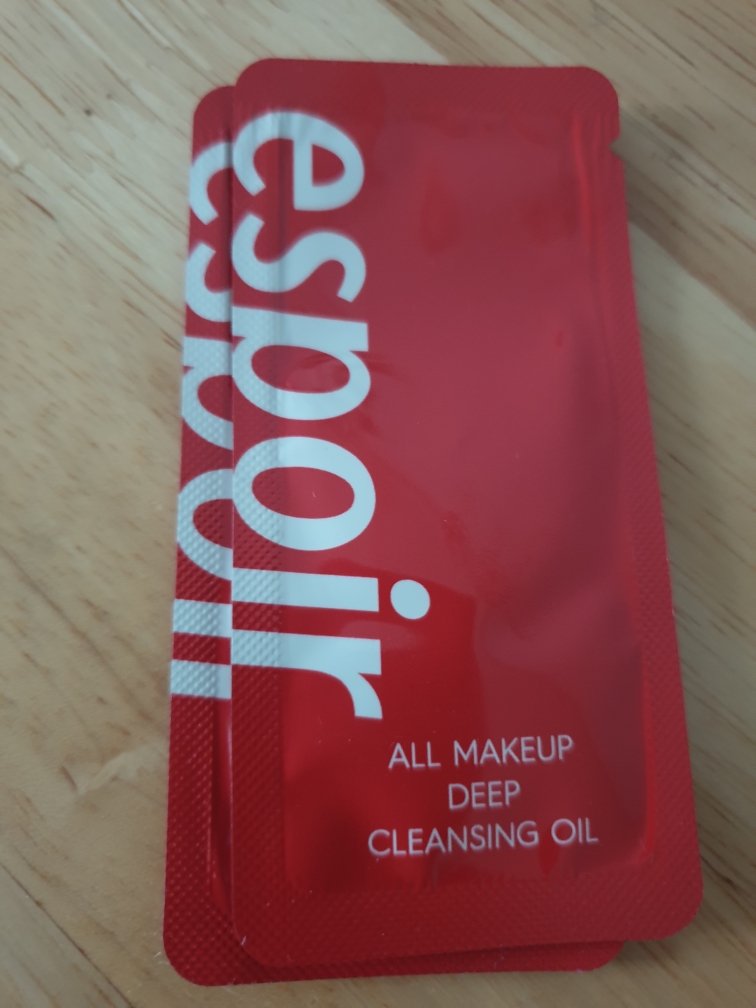 espoir
ALL MAKEUP
DEEP
CLEANSING OIL